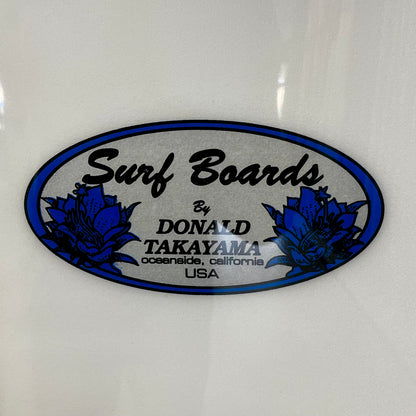 Surf Boards
By
DONALD
TAKAYAMA
oceanside, california
USA